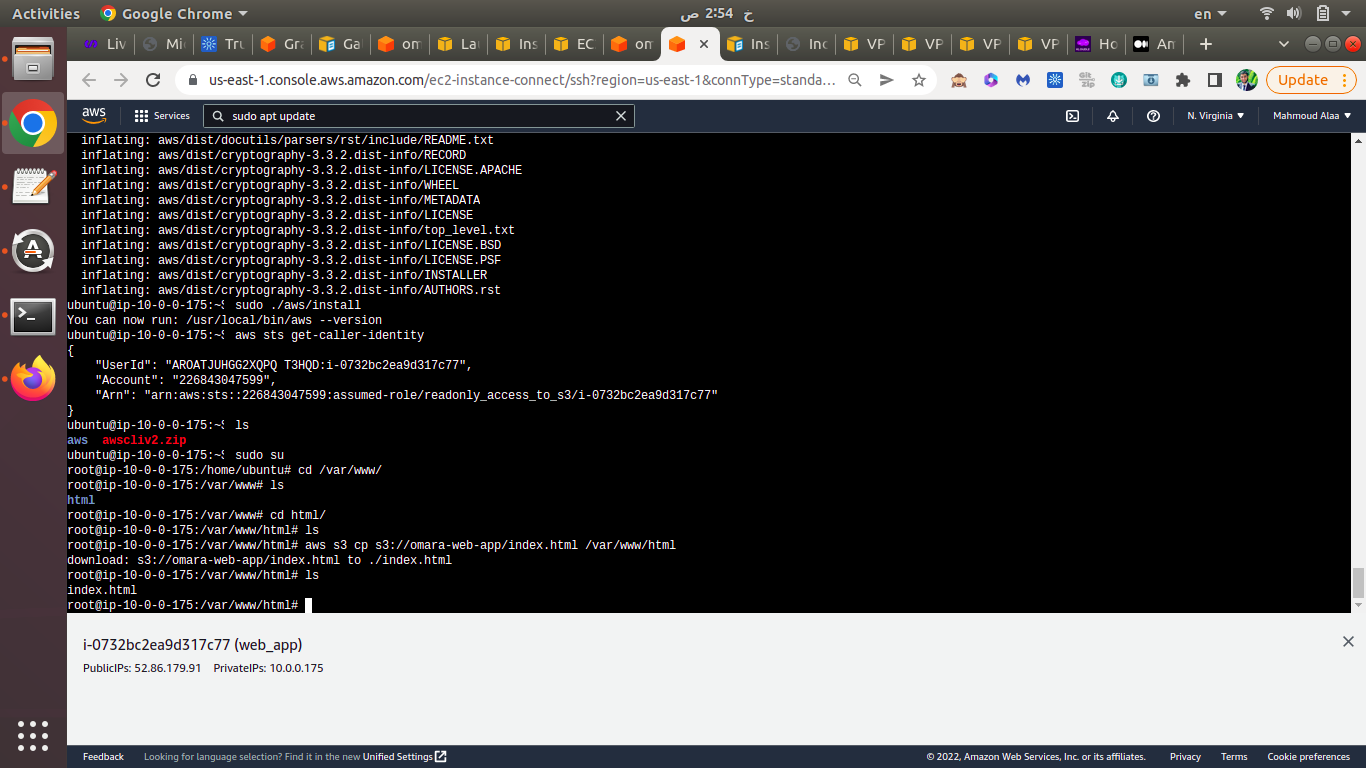 Activities
Google Chrome
خ 2:54 ص
en
Liv
Mi
Tru
Gra
Ga
om
La
Ins
EC
om
Ins
Inc
VP
VP
VP
VP
Ho
An
us-east-1.console.aws.amazon.com/ec2-instance-connect/ssh?region=us-east-1&connType=standa…
Update
aws
Services
sudo apt update
N. Virginia
Mahmoud Alaa
inflating: aws/dist/docutils/parsers/rst/include/README.txt
inflating: aws/dist/cryptography-3.3.2.dist-info/RECORD
inflating: aws/dist/cryptography-3.3.2.dist-info/LICENSE.APACHE
inflating: aws/dist/cryptography-3.3.2.dist-info/WHEEL
inflating: aws/dist/cryptography-3.3.2.dist-info/METADATA
inflating: aws/dist/cryptography-3.3.2.dist-info/LICENSE
inflating: aws/dist/cryptography-3.3.2.dist-info/top_level.txt
inflating: aws/dist/cryptography-3.3.2.dist-info/LICENSE.BSD
inflating: aws/dist/cryptography-3.3.2.dist-info/LICENSE.PSF
inflating: aws/dist/cryptography-3.3.2.dist-info/INSTALLER
inflating: aws/dist/cryptography-3.3.2.dist-info/AUTHORS.rst
ubuntu@ip-10-0-0-175:~$ sudo ./aws/install
You can now run: /usr/local/bin/aws --version
ubuntu@ip-10-0-0-175:~$ aws sts get-caller-identity
{
"UserId": "AROATJUHGG2XQPQ T3HQD:i-0732bc2ea9d317c77",
"Account": "226843047599",
"Arn": "arn:aws:sts::226843047599:assumed-role/readonly_access_to_s3/i-0732bc2ea9d317c77"
}
ubuntu@ip-10-0-0-175:~$ ls
aws awscliv2.zip
ubuntu@ip-10-0-0-175:~$ sudo su
root@ip-10-0-0-175:/home/ubuntu# cd /var/www/
root@ip-10-0-0-175:/var/www# ls
html
root@ip-10-0-0-175:/var/www# cd html/
root@ip-10-0-0-175:/var/www/html# ls
root@ip-10-0-0-175:/var/www/html# aws s3 cp s3://omara-web-app/index.html /var/www/html
download: s3://omara-web-app/index.html to ./index.html
root@ip-10-0-0-175:/var/www/html# ls
index.html
root@ip-10-0-0-175:/var/www/html#
i-0732bc2ea9d317c77 (web_app)
PublicIPs: 52.86.179.91 PrivateIPs: 10.0.0.175
Feedback
Looking for language selection? Find it in the new Unified Settings
© 2022, Amazon Web Services, Inc. or its affiliates.
Privacy
Terms
Cookie preferences